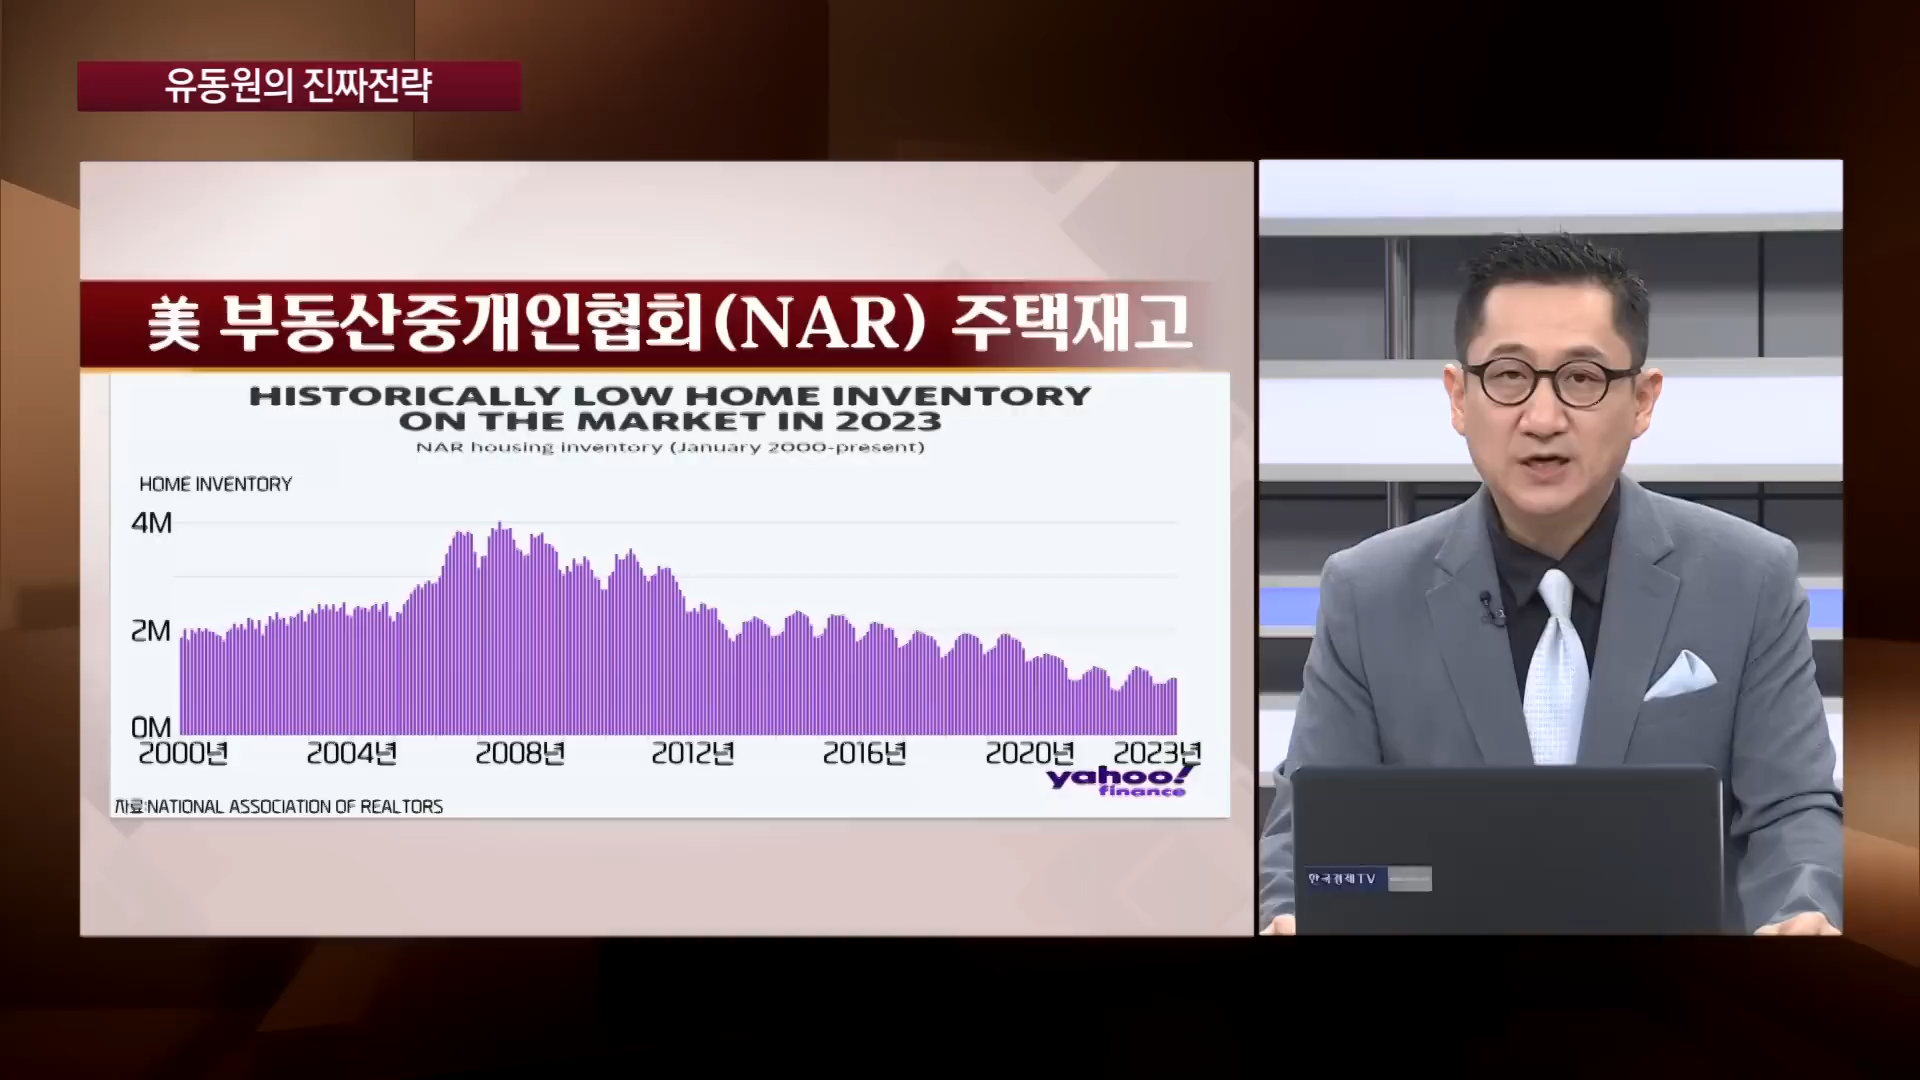 유동원의 진짜전략
美 부동산중개인협회(NAR) 주택재고
HISTORICALLY LOW HOME INVENTORY
ON THE MARKET IN 2023
NAR housing inventory (January 2000-present)
HOME INVENTORY
4M
2M
0M
2000년 2004년 2008년 2012년 2016년 2020년 2023년
yahoo!
finance
자료:NATIONAL ASSOCIATION OF REALTORS
한국경제TV